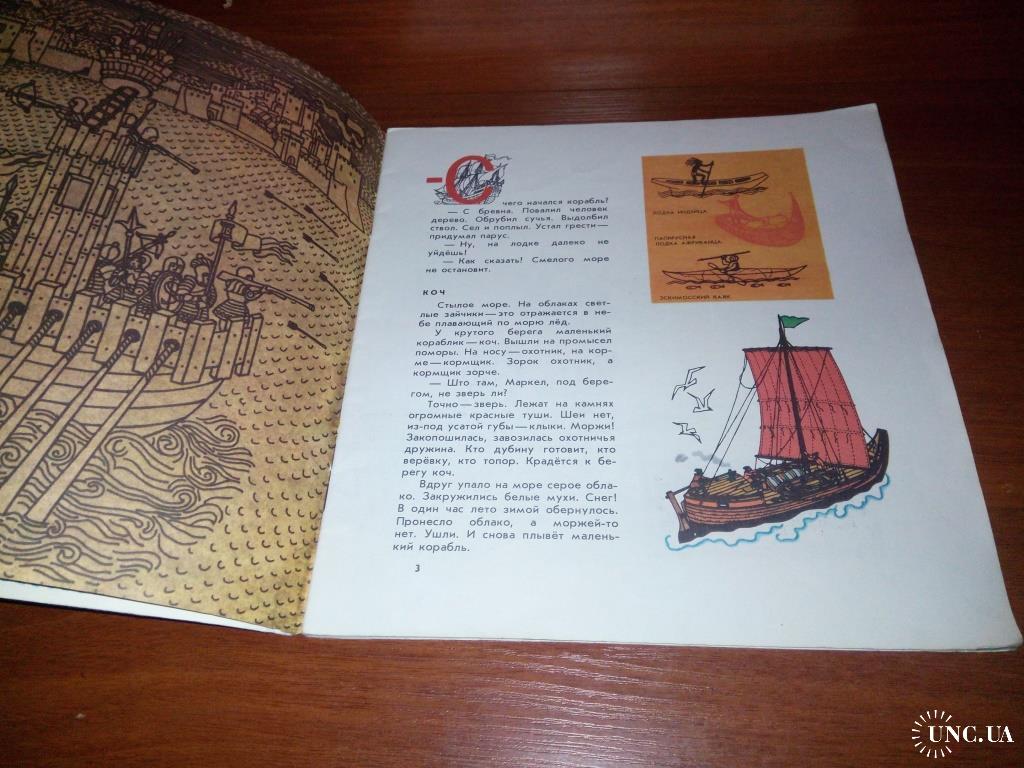 -С
чего начался корабль?
— С бревна. Повалил человек
дерево. Обрубил сучья. Выдолбил
ствол. Сел и поплыл. Устал грести —
придумал парус.
— Ну, на лодке далеко не
уйдёшь!
— Как сказать! Смелого море
не остановит.
КОЧ
Стылое море. На облаках свет-
лые зайчики — это отражается в не-
бе плавающий по морю лёд.
У крутого берега маленький
кораблик — коч. Вышли на промысел
поморы. На носу — охотник, на кор-
ме — кормщик. Зорок охотник, а
кормщик зорче.
— Што там, Маркел, под бере-
гом, не зверь ли?
Точно — зверь. Лежат на камнях
огромные красные туши. Шеи нет,
из-под усатой губы — клыки. Моржи!
Закопошилась, завозилась охотничья
дружина. Кто дубину готовит, кто
верёвку, кто топор. Крадётся к бе-
регу коч.
Вдруг упало на море серое обла-
ко. Закружились белые мухи. Снег!
В один час лето зимой обернулось.
Пронесло облако, а моржей-то
нет. Ушли. И снова плывёт малень-
кий корабль.
3
ЛОДКА ИНДЕЙЦА
ПАПИРУСНАЯ
ЛОДКА АФРИКАНЦА
ЭСКИМОССКИЙ КАЯК
UNC.UA